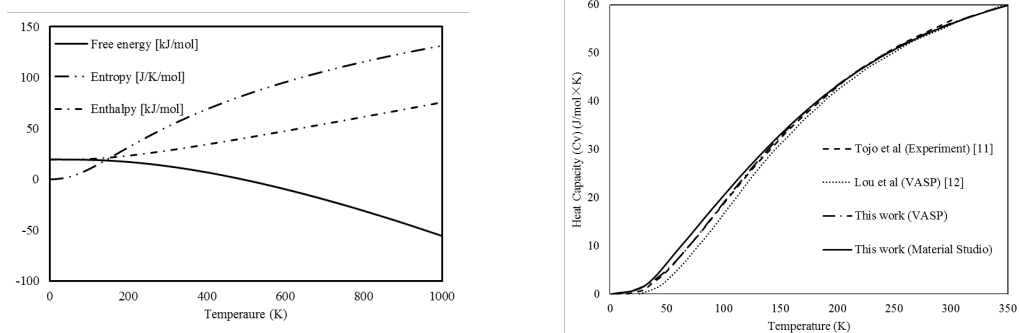 150
100
50
0
-50
-100
Free energy [kJ/mol]
Entropy [J/K/mol]
Enthalpy [kJ/mol]
0 200 400 600 800 1000
Temperaure (K)
60
50
40
30
20
10
0
Heat Capacity (Cv) (J/mol×K)
Tojo et al (Experiment) [11]
Lou et al (VASP) [12]
This work (VASP)
This work (Material Studio)
0 50 100 150 200 250 300 350
Temperature (K)